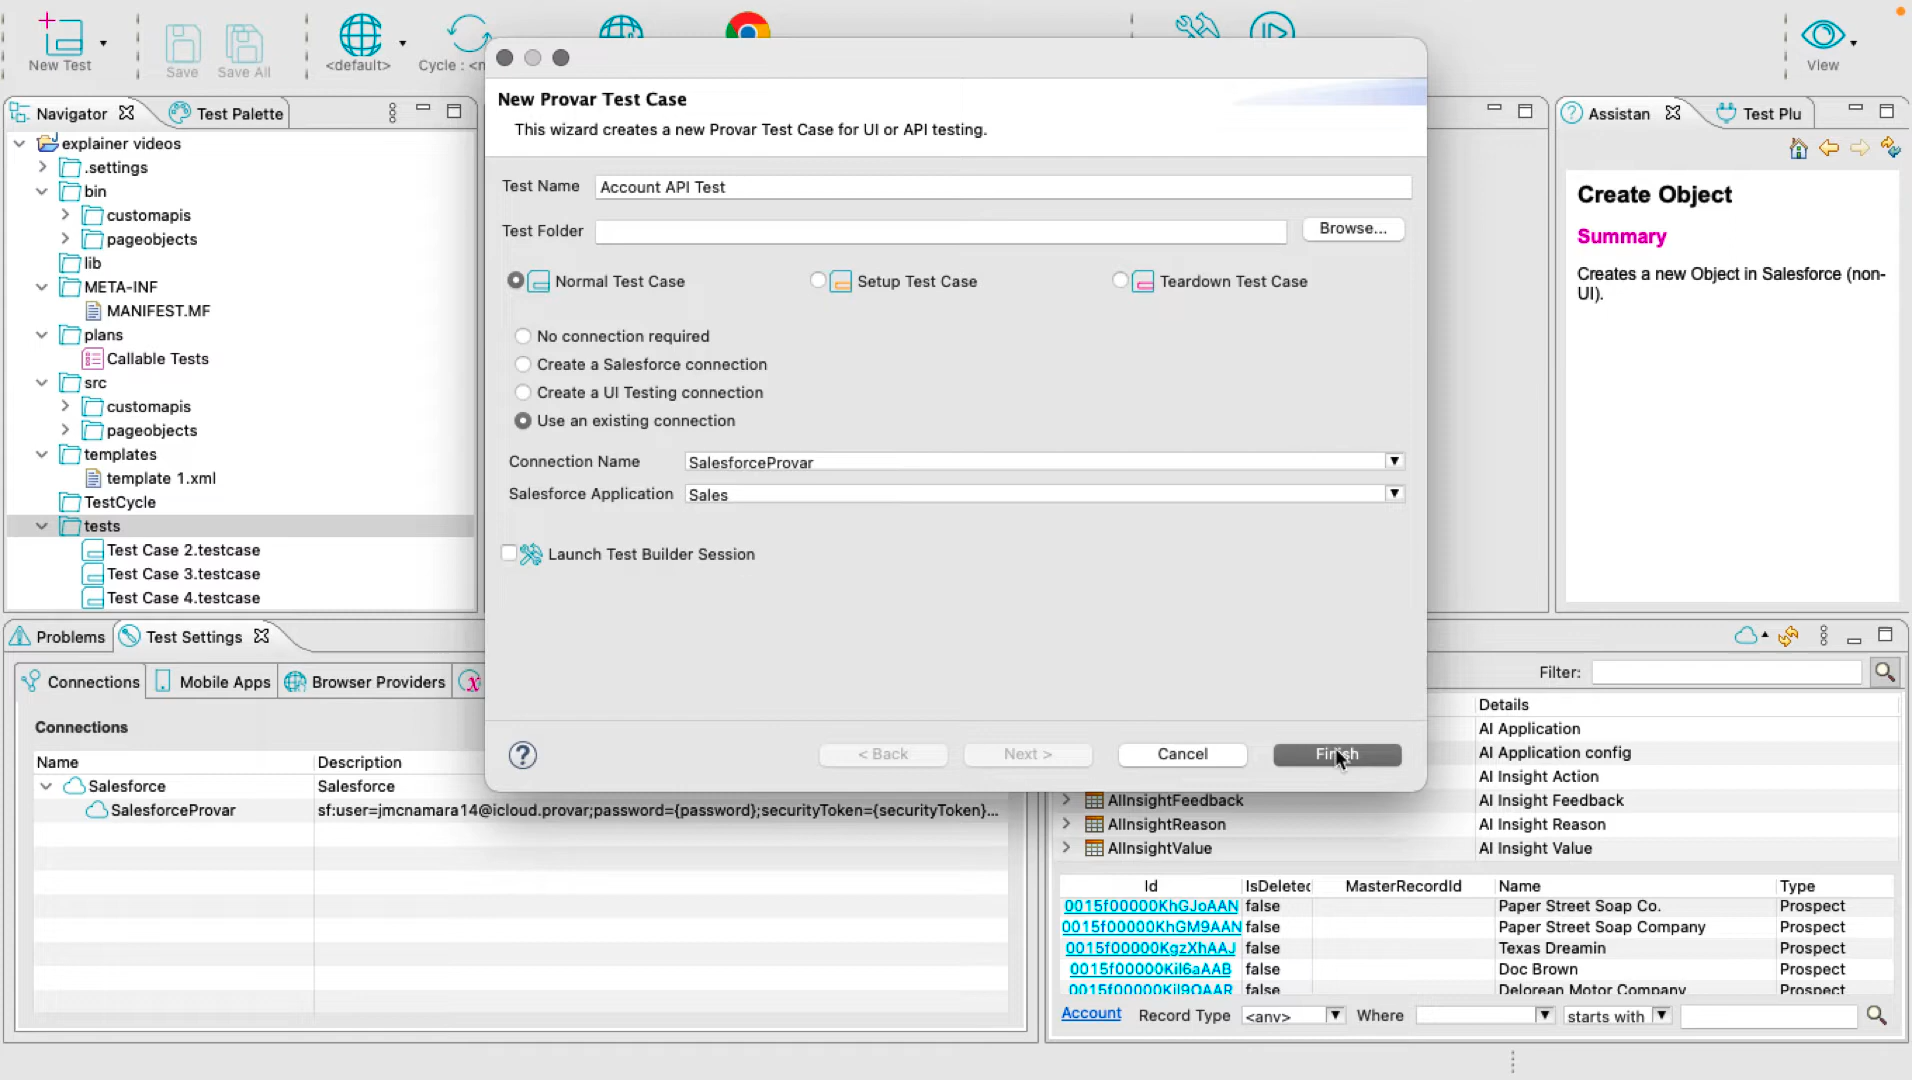 New Test
Save
Save All
<default>
Cycle : <n
View
Navigator
Test Palette
explainer videos
.settings
bin
customapis
pageobjects
lib
META-INF
MANIFEST.MF
plans
Callable Tests
src
customapis
pageobjects
templates
template 1.xml
TestCycle
tests
Test Case 2.testcase
Test Case 3.testcase
Test Case 4.testcase
New Provar Test Case
This wizard creates a new Provar Test Case for UI or API testing.
Test Name Account API Test
Test Folder Browse...
Normal Test Case Setup Test Case Teardown Test Case
No connection required
Create a Salesforce connection
Create a UI Testing connection
Use an existing connection
Connection Name SalesforceProvar
Salesforce Application Sales
Launch Test Builder Session
? < Back Next > Cancel Finish
Assistan
Test Plu
Create Object
Summary
Creates a new Object in Salesforce (non-
UI).
Problems
Test Settings
Connections Mobile Apps Browser Providers
Connections
Name Description
Salesforce Salesforce
SalesforceProvar sf:user=jmcnamara14@icloud.provar;password={password};securityToken={securityToken}...
Filter:
Details
AI Application
AI Application config
AI Insight Action
AIInsightFeedback AI Insight Feedback
AIInsightReason AI Insight Reason
AIInsightValue AI Insight Value
Id IsDeleted MasterRecordId Name Type
0015f00000KhGJoAAN false Paper Street Soap Co. Prospect
0015f00000KhGM9AAN false Paper Street Soap Company Prospect
0015f00000KgzXhAAJ false Texas Dreamin Prospect
0015f00000Kil6aAAB false Doc Brown Prospect
0015f00000Kil9QAAR false Delorean Motor Company Prospect
Account Record Type <any> Where starts with